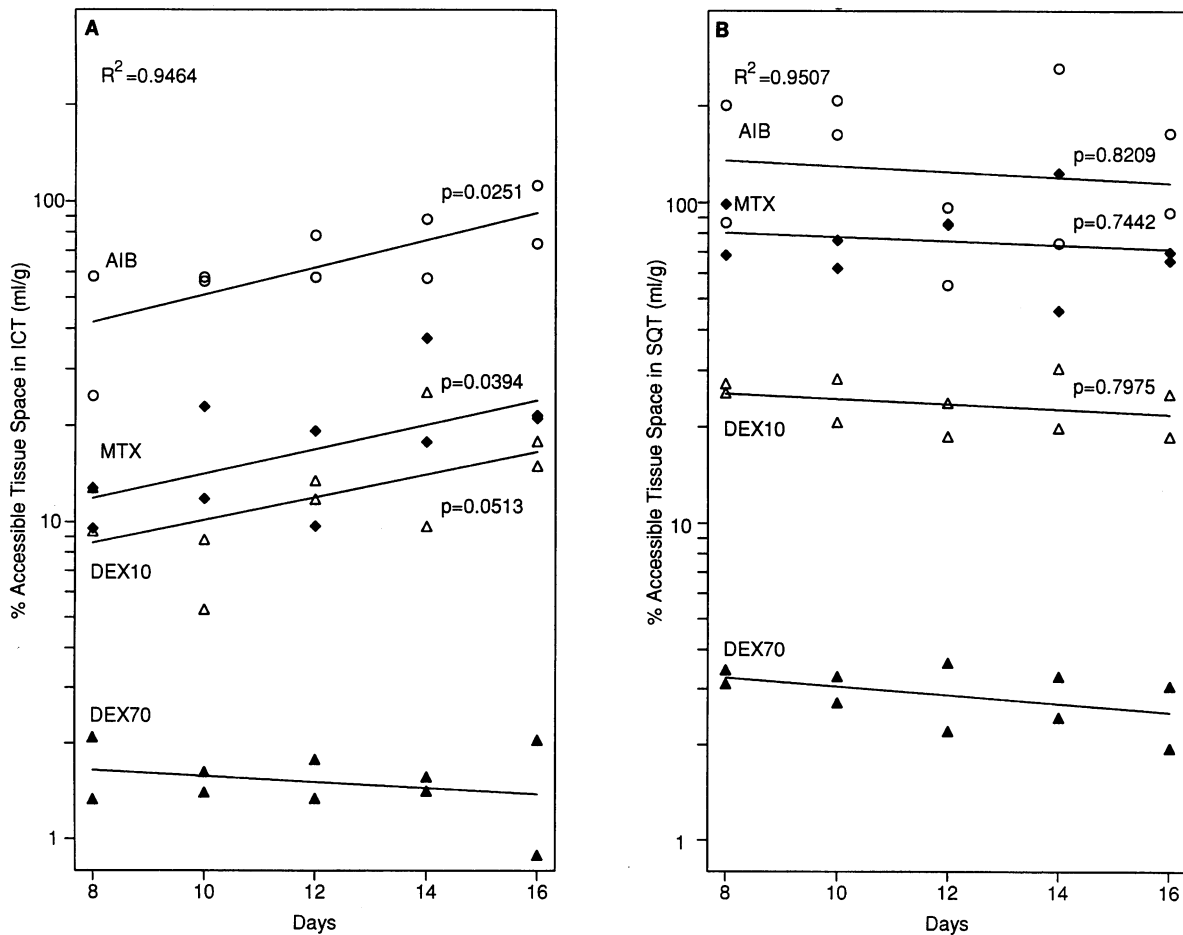 A
R²=0.9464
% Accessible Tissue Space in ICT (ml/g)
100
10
1
AIB
p=0.0251
MTX
p=0.0394
DEX10
p=0.0513
DEX70
8 10 12 14 16
Days
B
R²=0.9507
% Accessible Tissue Space in SQT (ml/g)
100
10
1
AIB
p=0.8209
MTX
p=0.7442
DEX10
p=0.7975
DEX70
8 10 12 14 16
Days